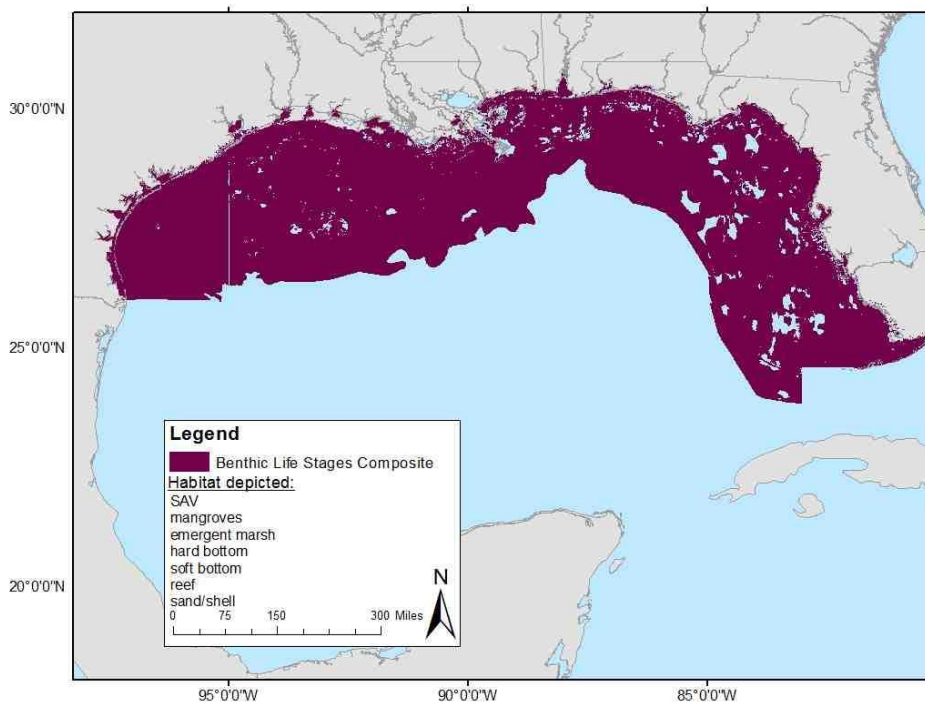 30°0'0"N
25°0'0"N
20°0'0"N
Legend
Benthic Life Stages Composite
Habitat depicted:
SAV
mangroves
emergent marsh
hard bottom
soft bottom
reef
sand/shell
N
0 75 150 300 Miles
95°0'0"W 90°0'0"W 85°0'0"W